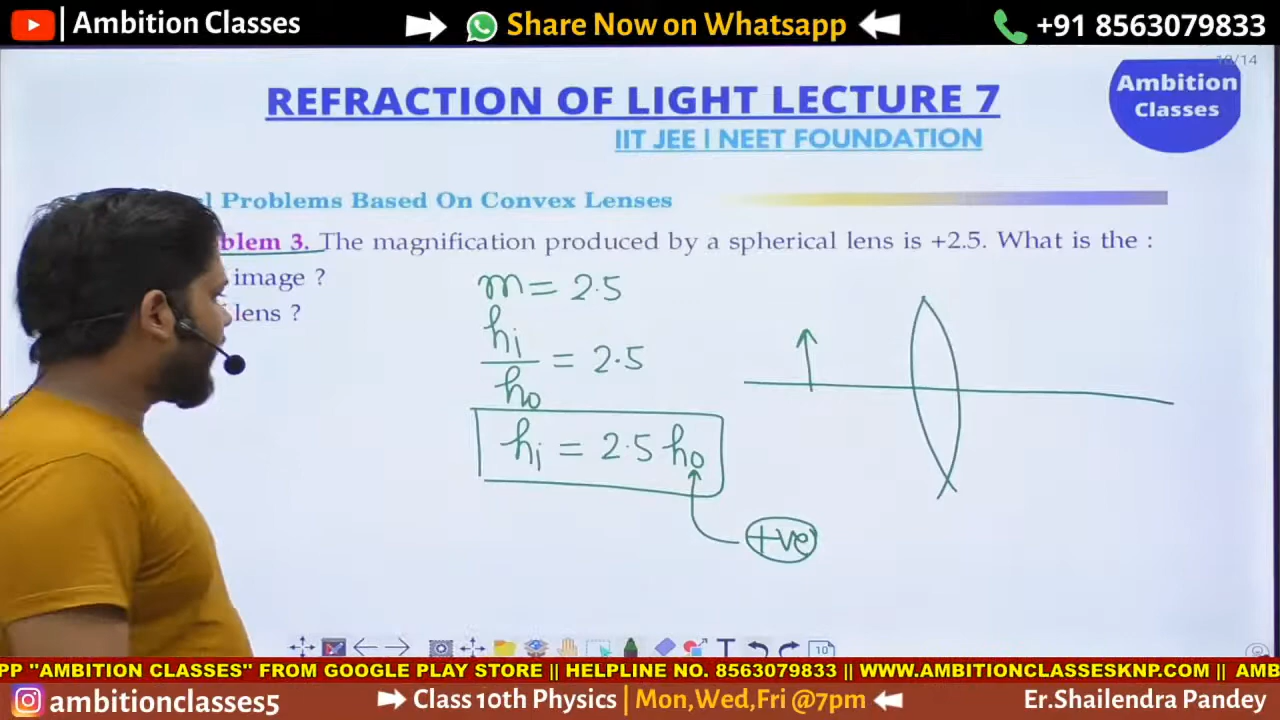 Ambition Classes
Share Now on Whatsapp
+91 8563079833
/14
REFRACTION OF LIGHT LECTURE 7
Ambition
Classes
IIT JEE | NEET FOUNDATION
Problems Based On Convex Lenses
blem 3. The magnification produced by a spherical lens is +2.5. What is the :
image ?
lens ?
m = 2.5
hi/ho = 2.5
hi = 2.5 ho
+ve
10
PP "AMBITION CLASSES" FROM GOOGLE PLAY STORE || HELPLINE NO. 8563079833 || WWW.AMBITIONCLASSESKNP.COM || AMB
ambitionclasses5
Class 10th Physics | Mon,Wed,Fri @7pm
Er.Shailendra Pandey